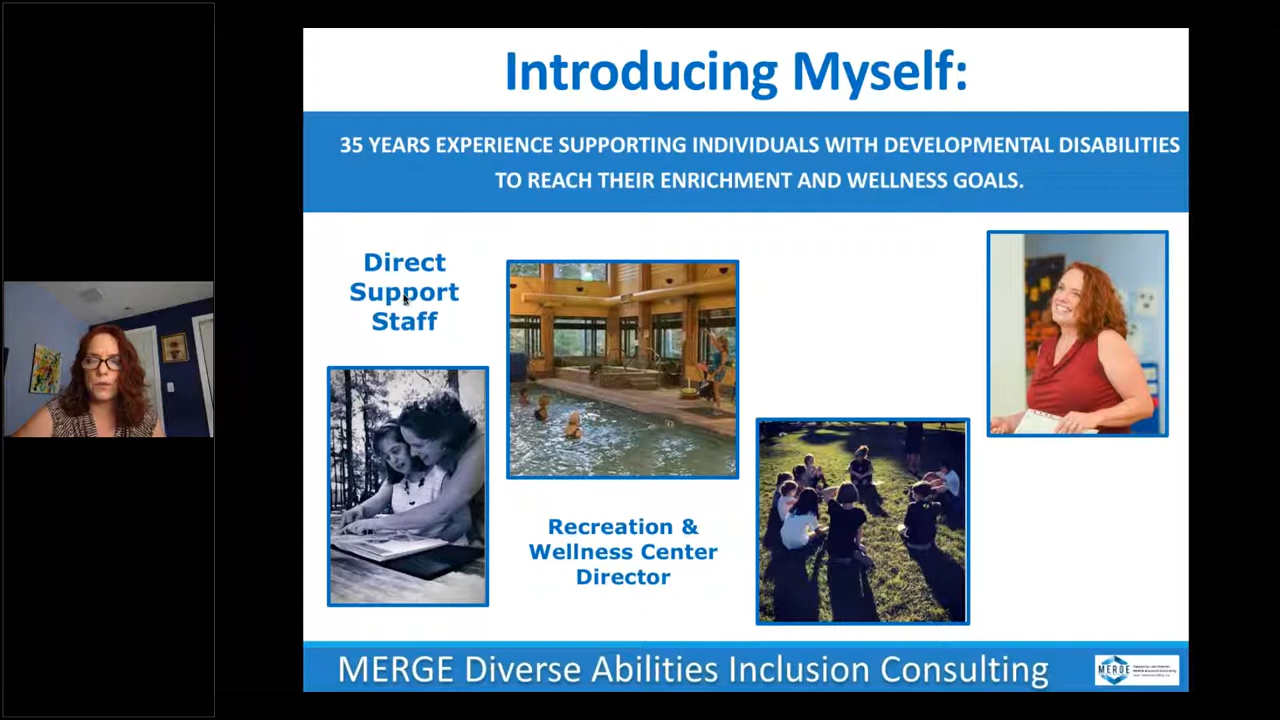 Introducing Myself:
35 YEARS EXPERIENCE SUPPORTING INDIVIDUALS WITH DEVELOPMENTAL DISABILITIES
TO REACH THEIR ENRICHMENT AND WELLNESS GOALS.
Direct
Support
Staff
Recreation &
Wellness Center
Director
MERGE Diverse Abilities Inclusion Consulting
MERGE